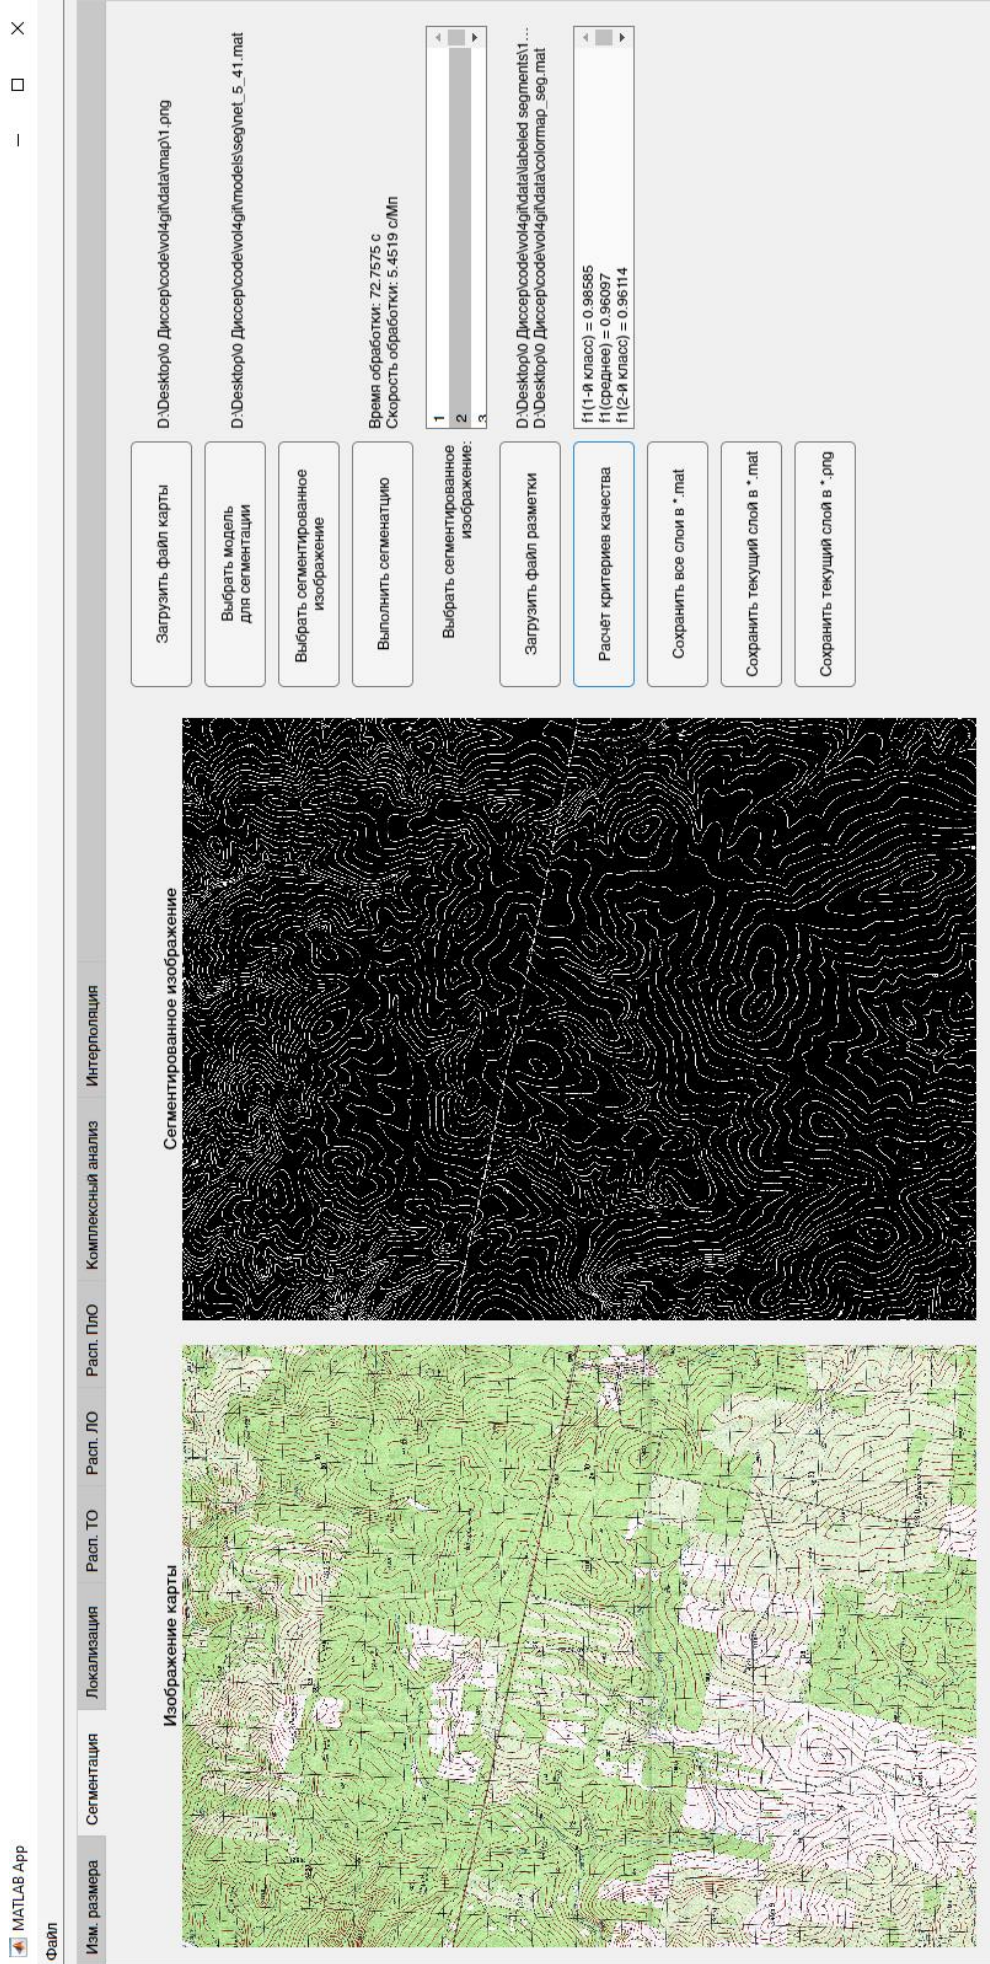 MATLAB App
Файл
Изм. размера
Сегментация
Локализация
Расп. ТО
Расп. ЛО
Расп. ПлО
Комплексный анализ
Интерполяция
Изображение карты
Сегментированное изображение
Загрузить файл карты
D:\Desktop\0 Диссер\code\vol4git\data\map\1.png
Выбрать модель
для сегментации
D:\Desktop\0 Диссер\code\vol4git\models\seg\net_5_41.mat
Выбрать сегментированное
изображение
Выполнить сегменатцию
Время обработки: 72.7575 с
Скорость обработки: 5.4519 с/Мп
Выбрать сегментированное
изображение:
1
2
3
Загрузить файл разметки
D:\Desktop\0 Диссер\code\vol4git\data\labeled segments\1...
D:\Desktop\0 Диссер\code\vol4git\data\colormap_seg.mat
Расчёт критериев качества
f1(1-й класс) = 0.98585
f1(среднее) = 0.96097
f1(2-й класс) = 0.96114
Сохранить все слои в *.mat
Сохранить текущий слой в *.mat
Сохранить текущий слой в *.png